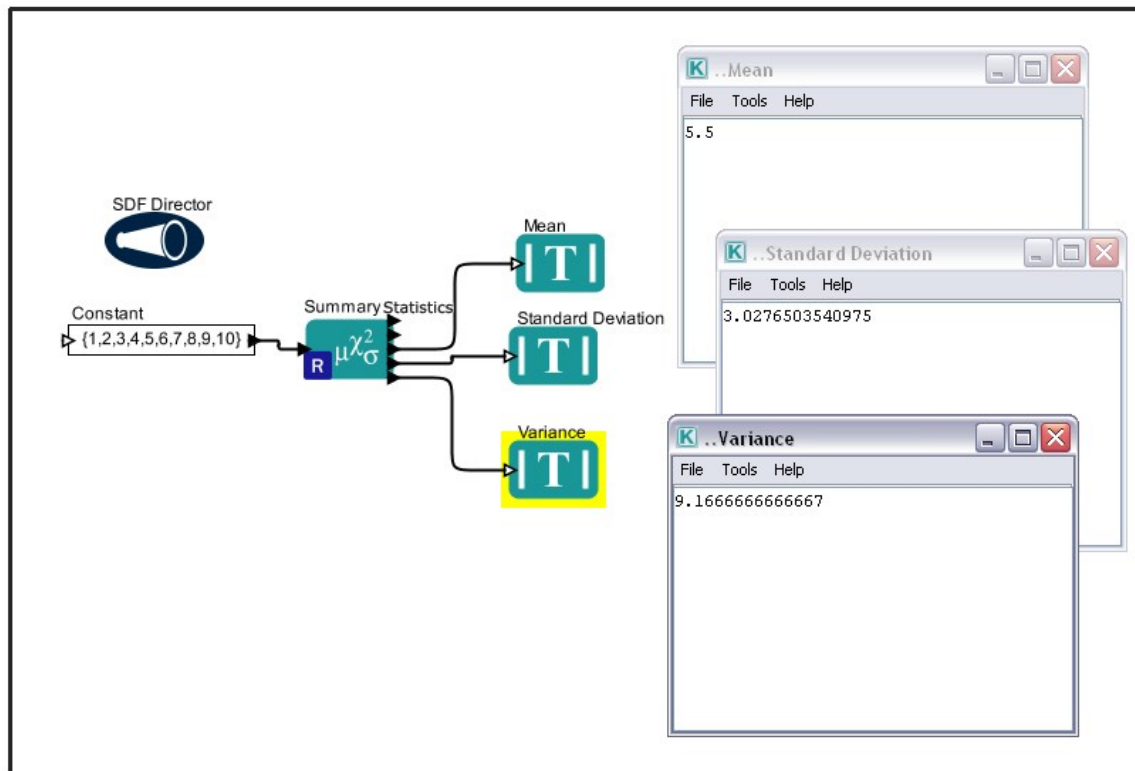 SDF Director
Constant
{1,2,3,4,5,6,7,8,9,10}
Summary Statistics
R μχ²σ
Mean
T
Standard Deviation
T
Variance
T
K ..Mean
File Tools Help
5.5
K ..Standard Deviation
File Tools Help
3.0276503540975
K ..Variance
File Tools Help
9.1666666666667